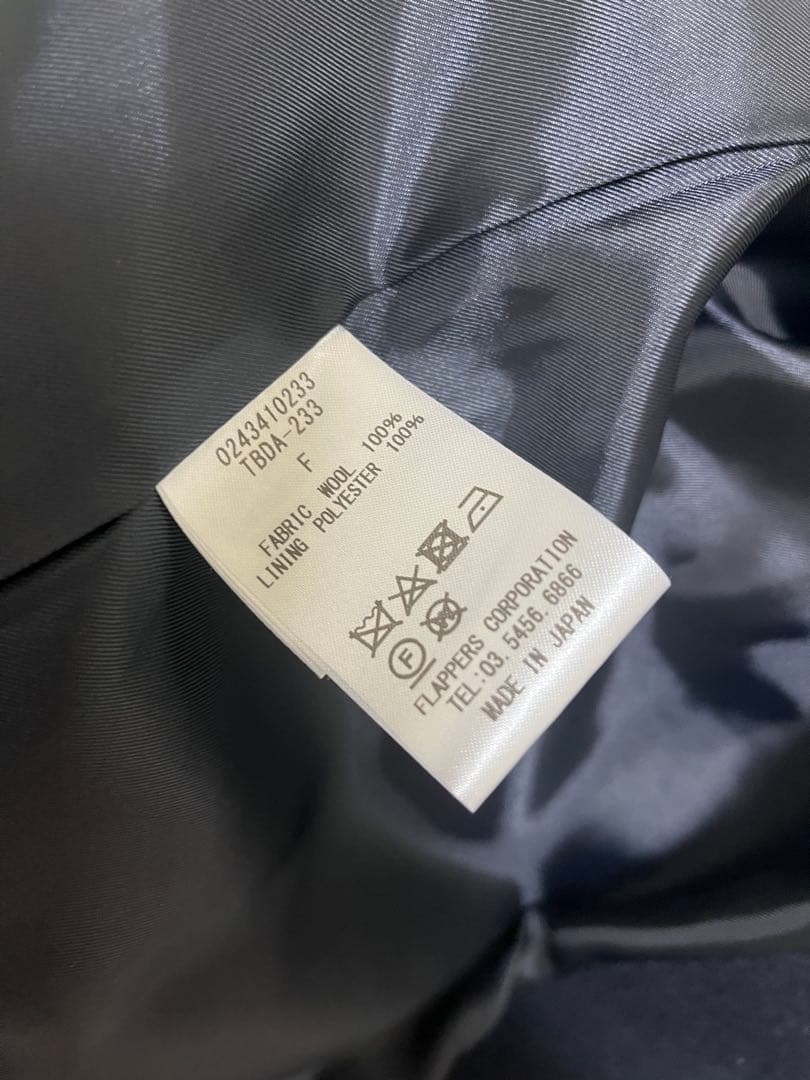 0243410233
TBDA-233
F
FABRIC WOOL 100%
LINING POLYESTER 100%
F W
FLAPPERS CORPORATION
TEL:03.5456.6866
MADE IN JAPAN